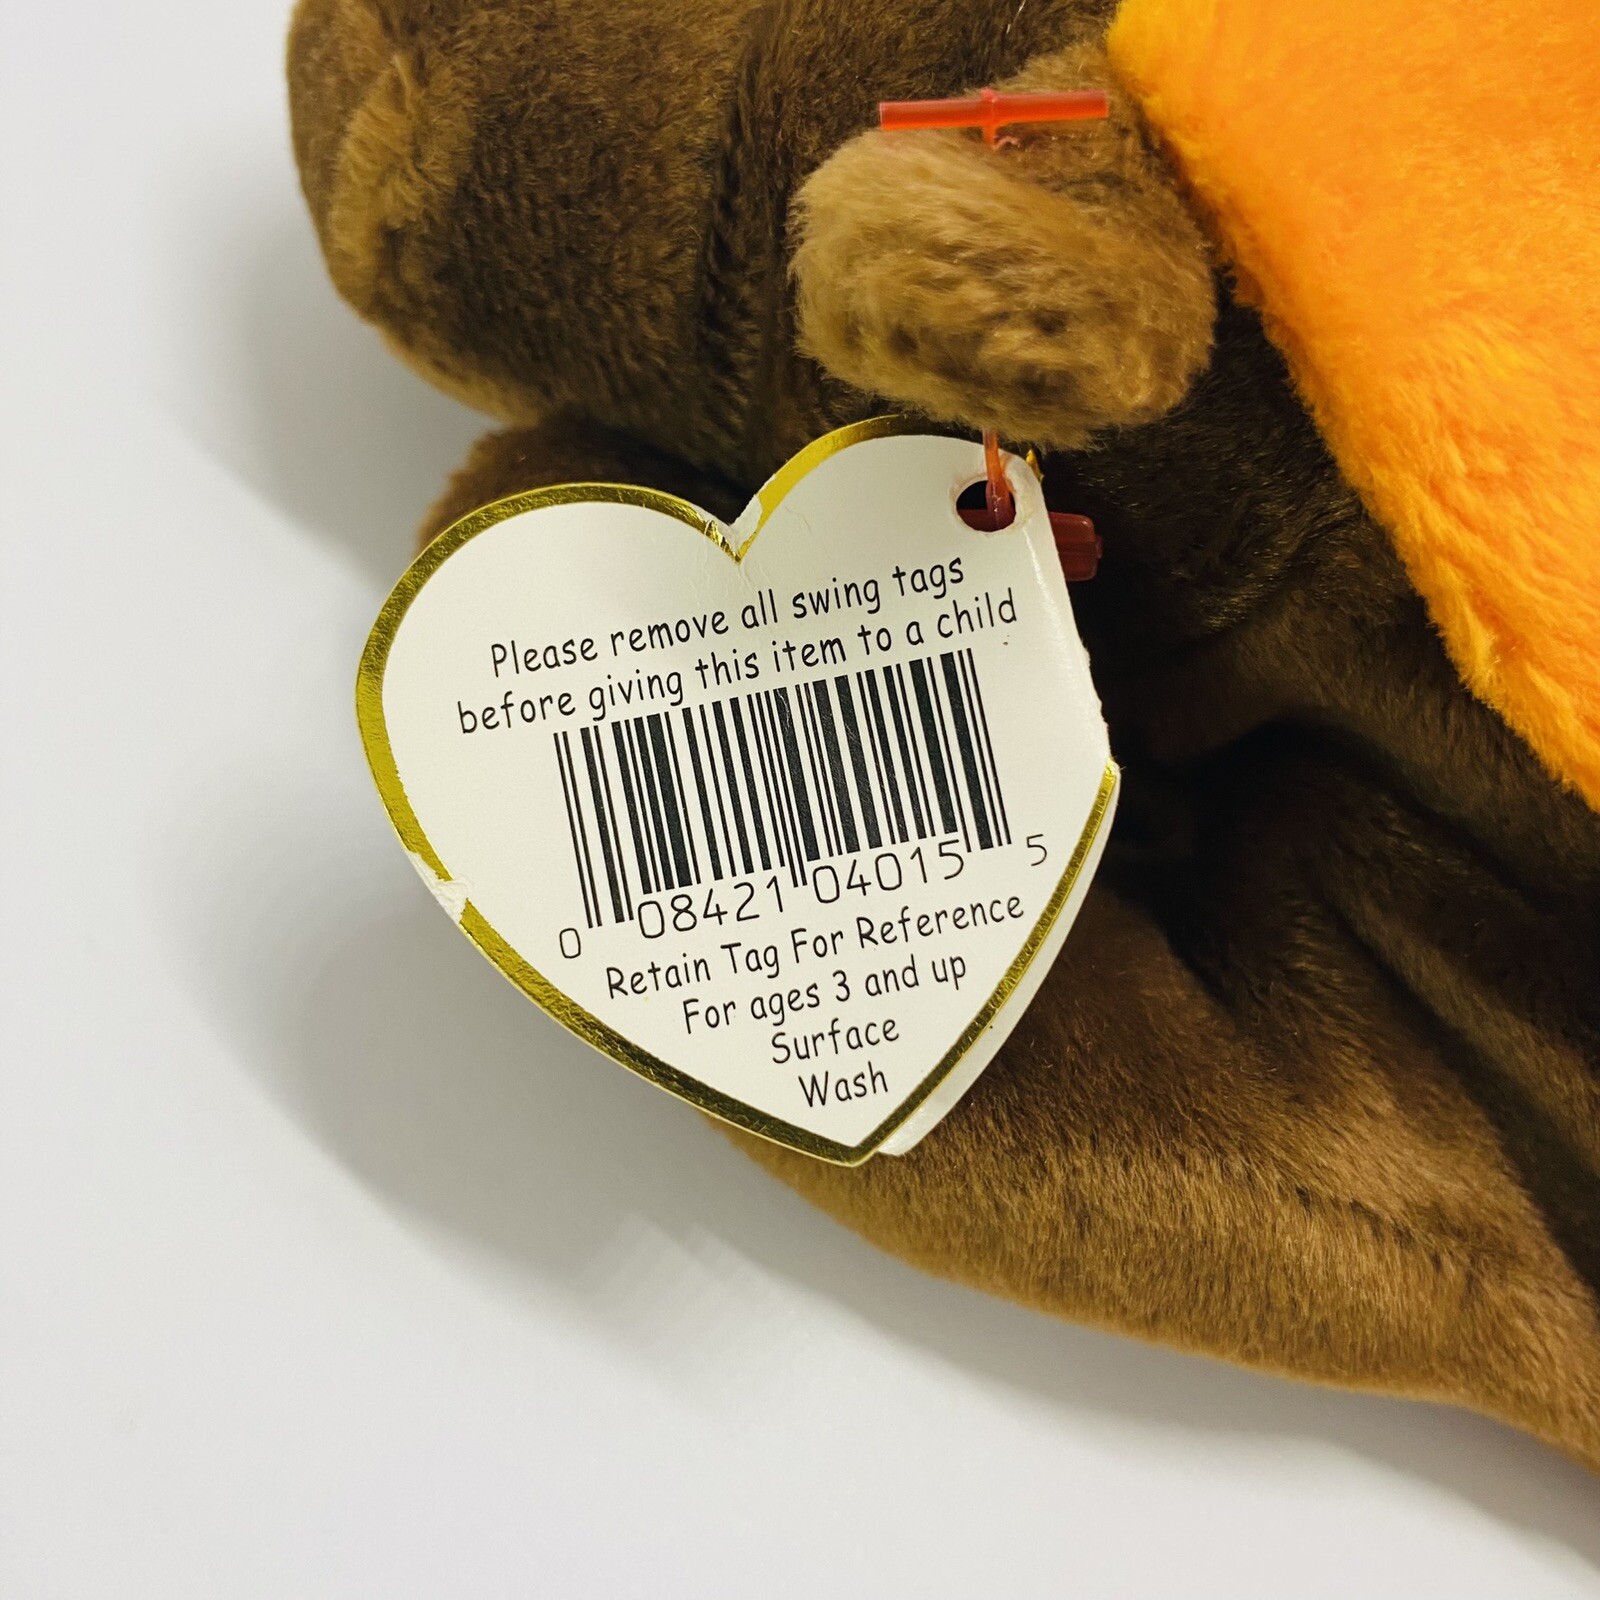 Please remove all swing tags
before giving this item to a child
0 08421 04015 5
Retain Tag For Reference
For ages 3 and up
Surface
Wash